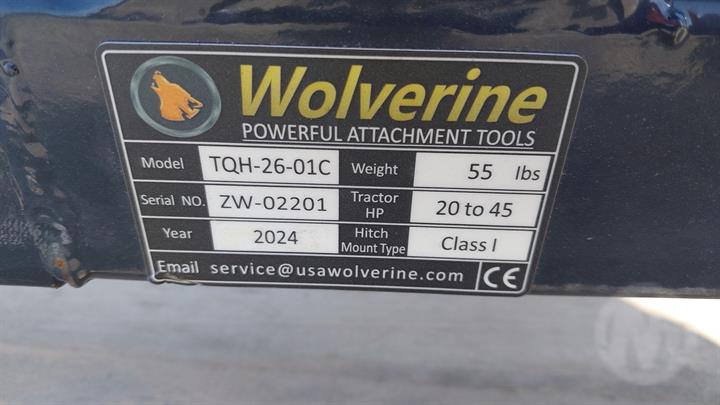 Wolverine
POWERFUL ATTACHMENT TOOLS
Model TQH-26-01C Weight 55 lbs
Serial NO. ZW-02201 Tractor HP 20 to 45
Year 2024 Hitch Mount Type Class I
Email service@usawolverine.com CE